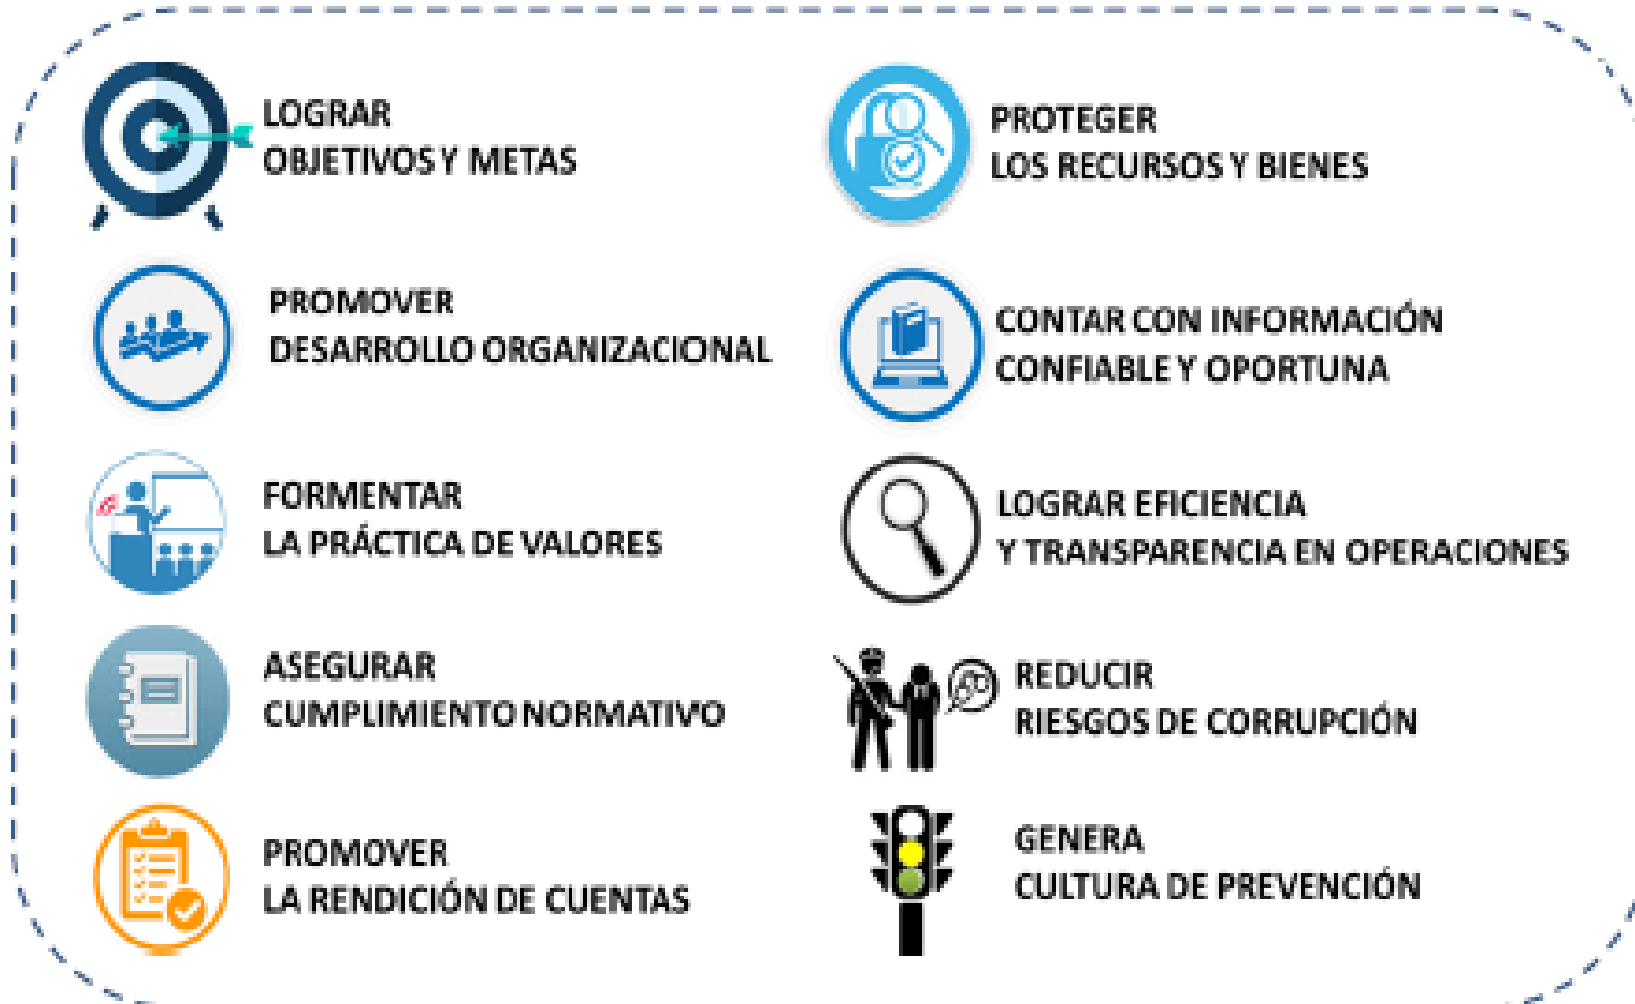 LOGRAR
OBJETIVOS Y METAS
PROMOVER
DESARROLLO ORGANIZACIONAL
FORMENTAR
LA PRÁCTICA DE VALORES
ASEGURAR
CUMPLIMIENTO NORMATIVO
PROMOVER
LA RENDICIÓN DE CUENTAS
PROTEGER
LOS RECURSOS Y BIENES
CONTAR CON INFORMACIÓN
CONFIABLE Y OPORTUNA
LOGRAR EFICIENCIA
Y TRANSPARENCIA EN OPERACIONES
REDUCIR
RIESGOS DE CORRUPCIÓN
GENERA
CULTURA DE PREVENCIÓN